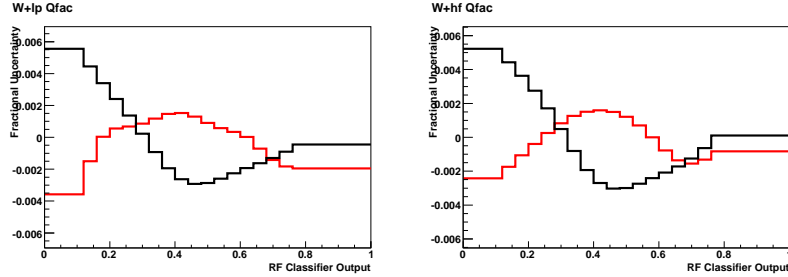 W+lp Qfac
Fractional Uncertainty
0.006
0.004
0.002
0
-0.002
-0.004
-0.006
0 0.2 0.4 0.6 0.8 1
RF Classifier Output
W+hf Qfac
Fractional Uncertainty
0.006
0.004
0.002
0
-0.002
-0.004
-0.006
0 0.2 0.4 0.6 0.8 1
RF Classifier Output